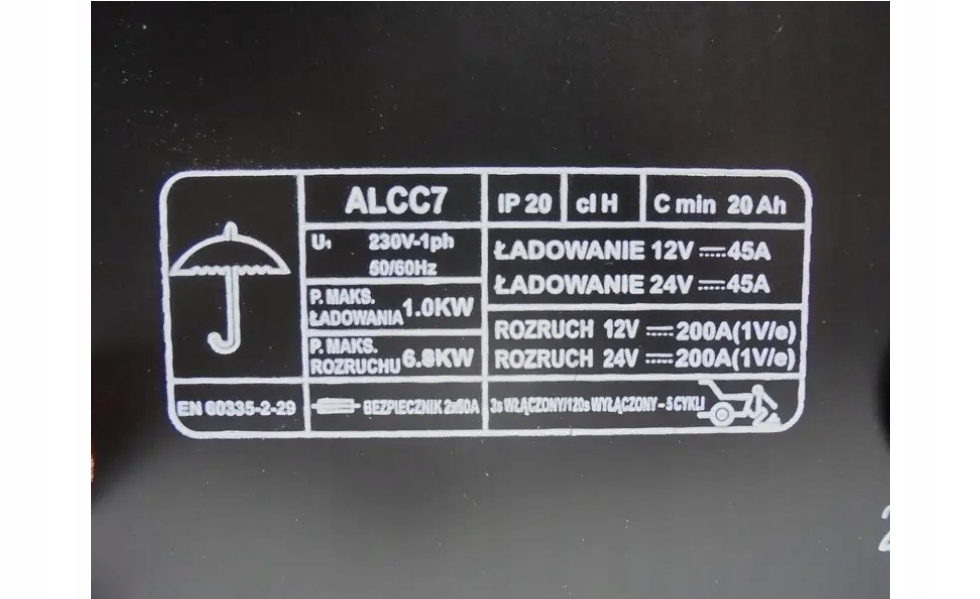 ALCC7
IP 20
cl H
C min 20 Ah
U₁ 230V-1ph
50/60Hz
ŁADOWANIE 12V ⎓ 45A
ŁADOWANIE 24V ⎓ 45A
P. MAKS.
ŁADOWANIA 1.0KW
P. MAKS.
ROZRUCHU 6.8KW
ROZRUCH 12V ⎓ 200A(1V/e)
ROZRUCH 24V ⎓ 200A(1V/e)
EN 60335-2-29
BEZPIECZNIK 2x50A
3s WŁĄCZONY/120s WYŁĄCZONY - 5 CYKLI